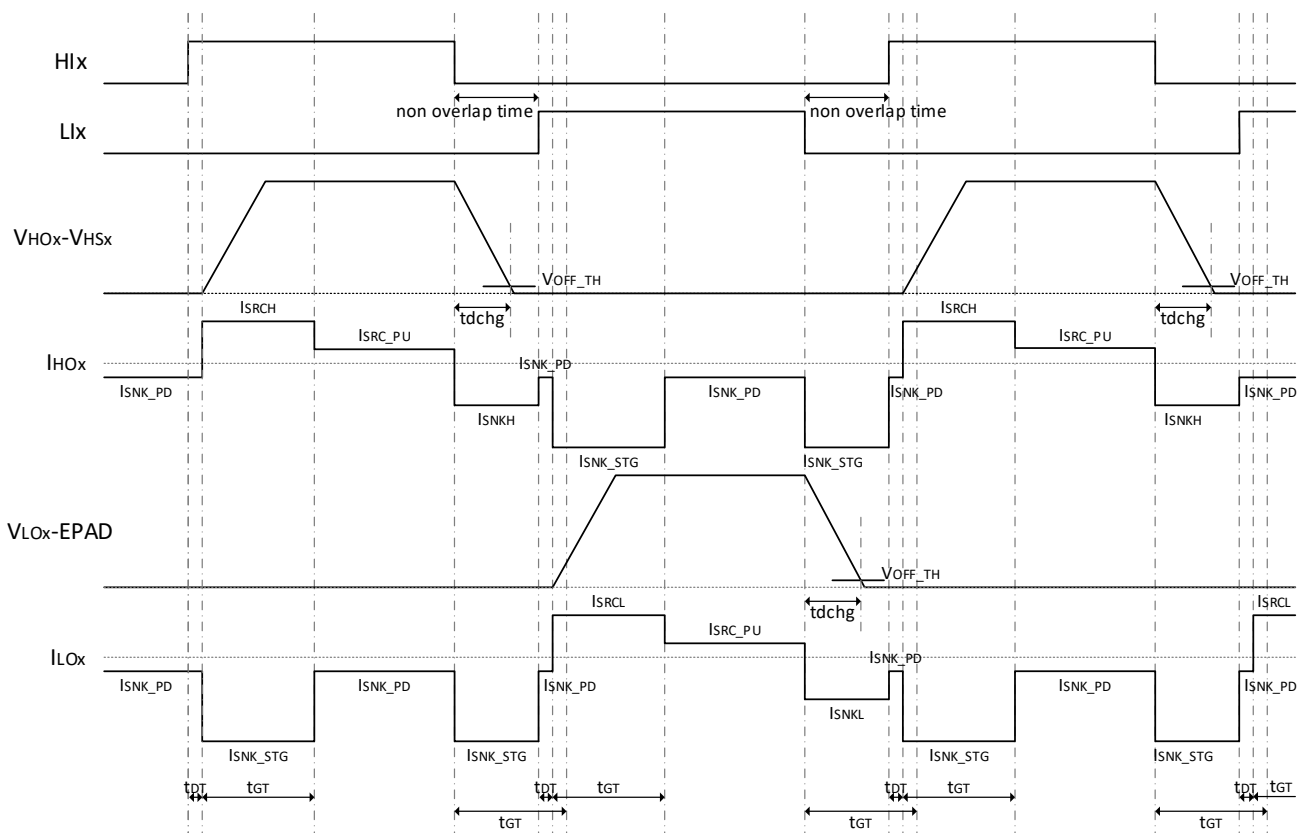 HIx
non overlap time
non overlap time
LIx
VHOx-VHSx
VOFF_TH
VOFF_TH
tdchg
tdchg
ISRCH
ISRCH
ISRC_PU
ISRC_PU
IHOx
ISNK_PD
ISNK_PD
ISNK_PD
ISNK_PD
ISNK_PD
ISNKH
ISNKH
ISNK_STG
ISNK_STG
VLOx-EPAD
VOFF_TH
tdchg
ISRCL
ISRCL
ISRC_PU
ILOx
ISNK_PD
ISNK_PD
ISNK_PD
ISNK_PD
ISNK_PD
ISNK_PD
ISNKL
ISNK_STG
ISNK_STG
ISNK_STG
ISNK_STG
tDT
tGT
tDT
tGT
tDT
tGT
tDT
tGT
tGT
tGT
tGT